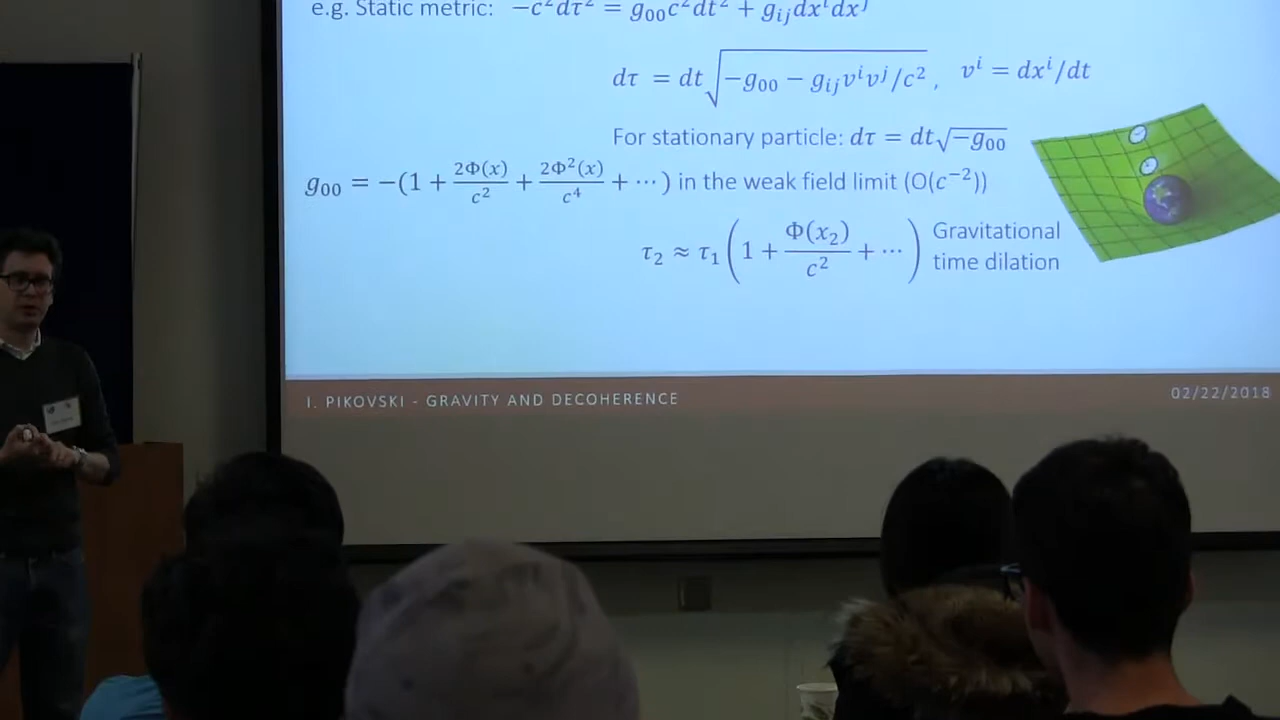 e.g. Static metric: −c²dτ² = g₀₀c²dt² + gᵢⱼdxⁱdxʲ
dτ = dt√(−g₀₀ − gᵢⱼvⁱvʲ/c²) , vⁱ = dxⁱ/dt
For stationary particle: dτ = dt√(−g₀₀)
g₀₀ = −(1 + 2Φ(x)/c² + 2Φ²(x)/c⁴ + ⋯ ) in the weak field limit (O(c⁻²))
τ₂ ≈ τ₁(1 + Φ(x₂)/c² + ⋯) Gravitational
time dilation
I. PIKOVSKI - GRAVITY AND DECOHERENCE 02/22/2018